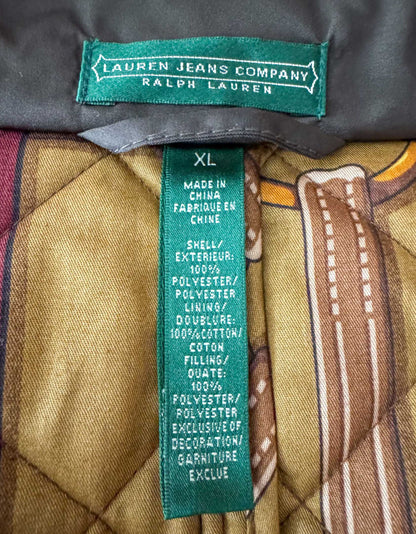 LAUREN JEANS COMPANY
RALPH LAUREN
XL
MADE IN
CHINA
FABRIQUE EN
CHINE
SHELL/
EXTERIEUR:
100%
POLYESTER/
POLYESTER
LINING/
DOUBLURE:
100%COTTON/
COTON
FILLING/
OUATE:
100%
POLYESTER/
POLYESTER
EXCLUSIVE OF
DECORATION/
GARNITURE
EXCLUE